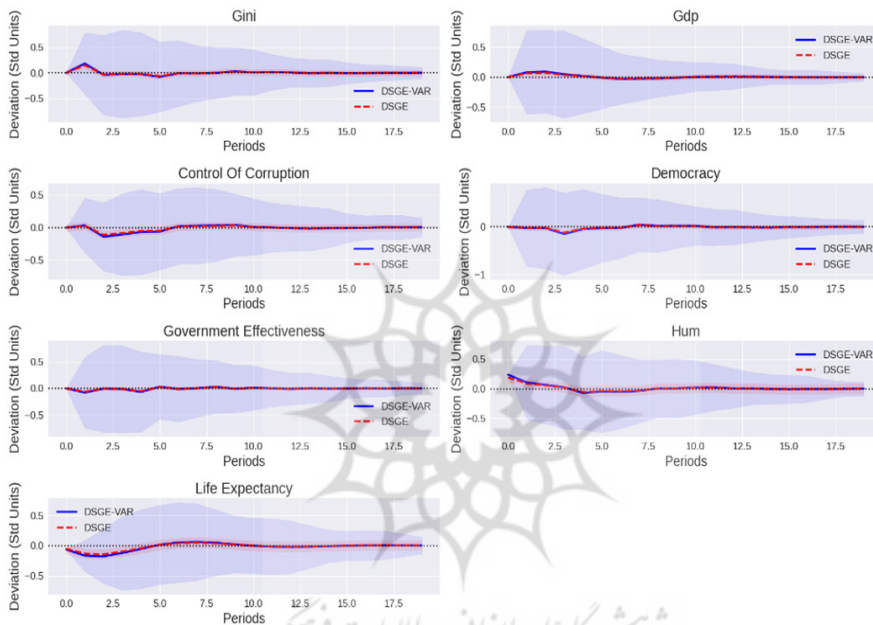 Gini
Gdp
Deviation (Std Units)
0.5
0.0
−0.5
DSGE-VAR
DSGE
0.0 2.5 5.0 7.5 10.0 12.5 15.0 17.5
Periods
Deviation (Std Units)
0.5
0.0
−0.5
DSGE-VAR
DSGE
0.0 2.5 5.0 7.5 10.0 12.5 15.0 17.5
Periods
Control Of Corruption
Democracy
Deviation (Std Units)
0.5
0.0
−0.5
DSGE-VAR
DSGE
0.0 2.5 5.0 7.5 10.0 12.5 15.0 17.5
Periods
Deviation (Std Units)
0
−1
DSGE-VAR
DSGE
0.0 2.5 5.0 7.5 10.0 12.5 15.0 17.5
Periods
Government Effectiveness
Hum
Deviation (Std Units)
0.5
0.0
−0.5
DSGE-VAR
DSGE
0.0 2.5 5.0 7.5 10.0 12.5 15.0 17.5
Periods
Deviation (Std Units)
0.5
0.0
−0.5
DSGE-VAR
DSGE
0.0 2.5 5.0 7.5 10.0 12.5 15.0 17.5
Periods
Life Expectancy
Deviation (Std Units)
0.5
0.0
−0.5
DSGE-VAR
DSGE
0.0 2.5 5.0 7.5 10.0 12.5 15.0 17.5
Periods